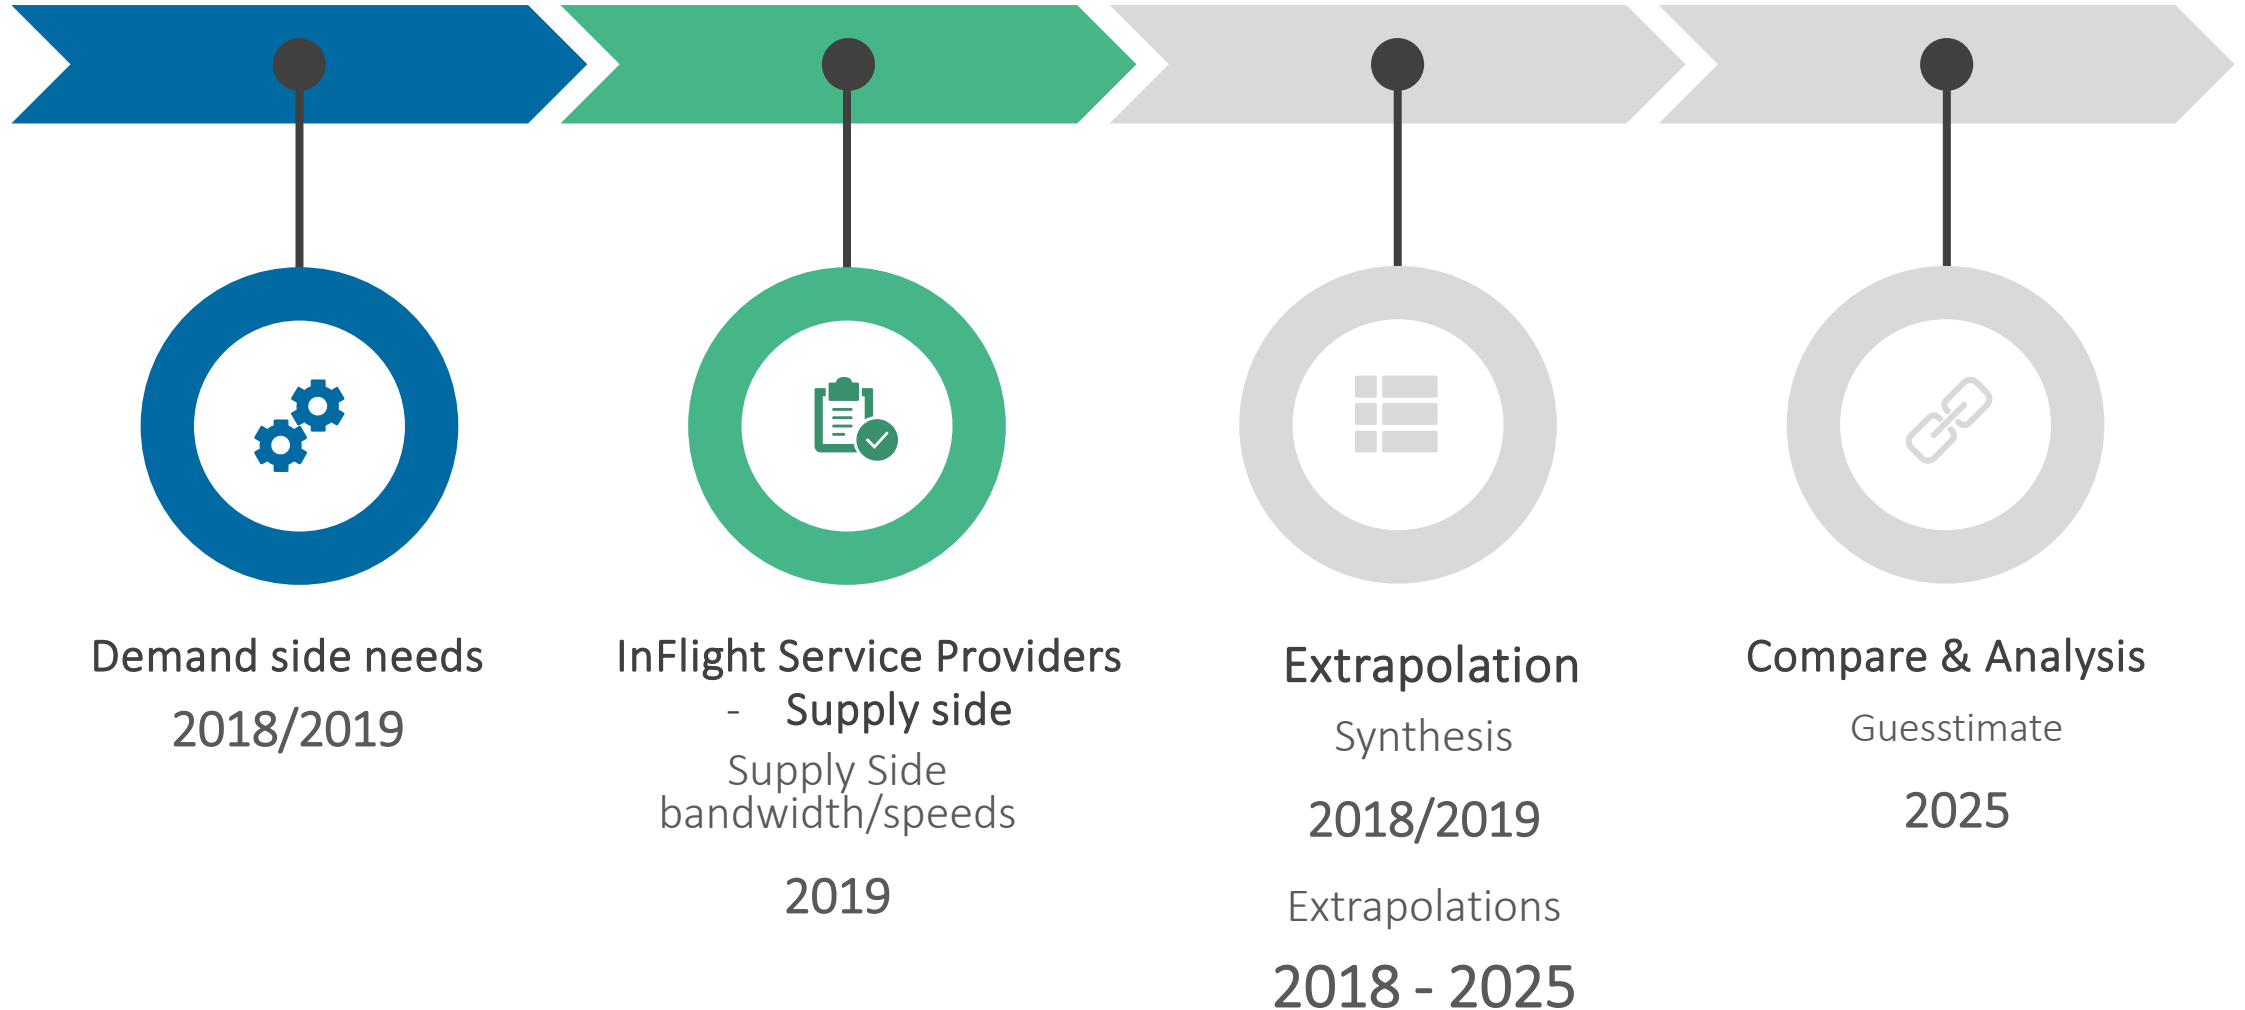 Demand side needs
2018/2019
InFlight Service Providers
- Supply side
Supply Side
bandwidth/speeds
2019
Extrapolation
Synthesis
2018/2019
Extrapolations
2018 - 2025
Compare & Analysis
Guesstimate
2025